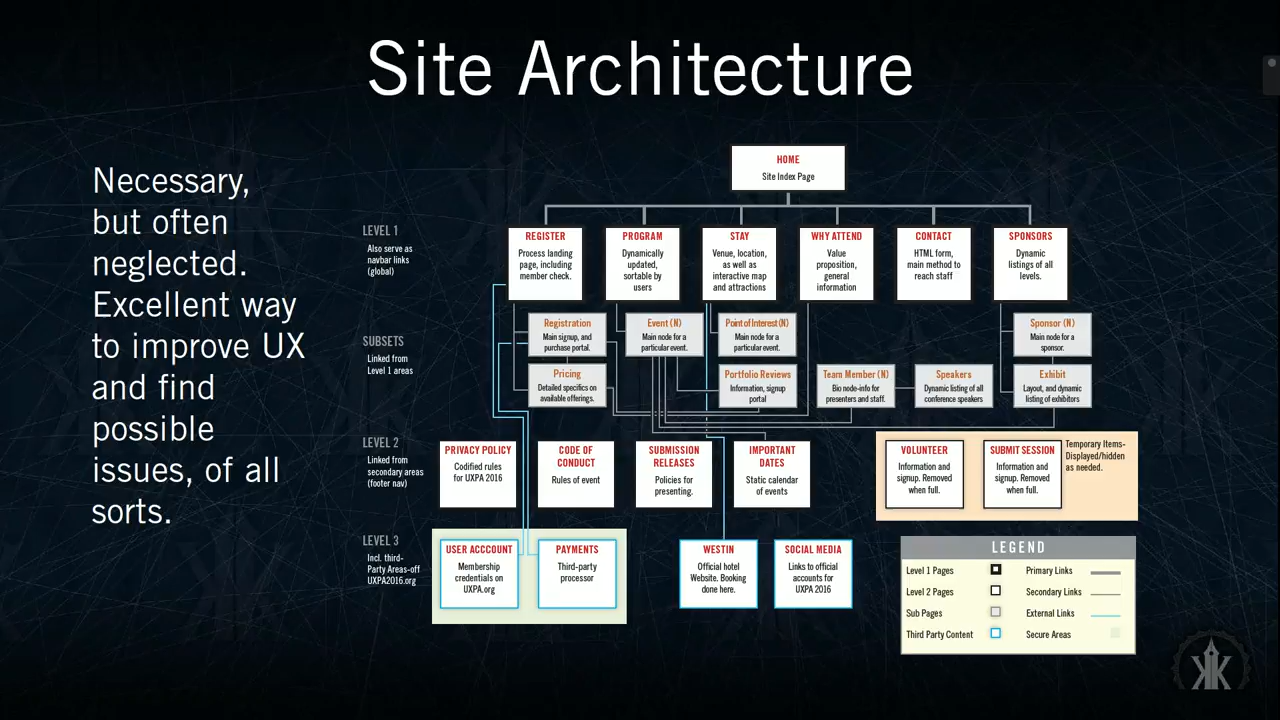 Site Architecture
Necessary,
but often
neglected.
Excellent way
to improve UX
and find
possible
issues, of all
sorts.
HOME
Site Index Page
LEVEL 1
Also serve as
navbar links
(global)
REGISTER
Process landing
page, including
member check.
PROGRAM
Dynamically
updated,
sortable by
users
STAY
Venue, location,
as well as
interactive map
and attractions
WHY ATTEND
Value
proposition,
general
information
CONTACT
HTML form,
main method to
reach staff
SPONSORS
Dynamic
listings of all
levels.
SUBSETS
Linked from
Level 1 areas
Registration
Main signup, and
purchase portal.
Event (N)
Main node for a
particular event.
Point of Interest (N)
Main node for a
particular event.
Sponsor (N)
Main node for a
sponsor.
Pricing
Detailed specifics on
available offerings.
Portfolio Reviews
Information, signup
portal
Team Member (N)
Bio node-info for
presenters and staff.
Speakers
Dynamic listing of all
conference speakers
Exhibit
Layout, and dynamic
listing of exhibitors
LEVEL 2
Linked from
secondary areas
(footer nav)
PRIVACY POLICY
Codified rules
for UXPA 2016
CODE OF
CONDUCT
Rules of event
SUBMISSION
RELEASES
Policies for
presenting.
IMPORTANT
DATES
Static calendar
of events
VOLUNTEER
Information and
signup. Removed
when full.
SUBMIT SESSION
Information and
signup. Removed
when full.
Temporary Items-
Displayed/hidden
as needed.
LEVEL 3
Incl. third-
Party Areas-off
UXPA2016.org
USER ACCCOUNT
Membership
credentials on
UXPA.org
PAYMENTS
Third-party
processor
WESTIN
Official hotel
Website. Booking
done here.
SOCIAL MEDIA
Links to official
accounts for
UXPA 2016
LEGEND
Level 1 Pages
Primary Links
Level 2 Pages
Secondary Links
Sub Pages
External Links
Third Party Content
Secure Areas